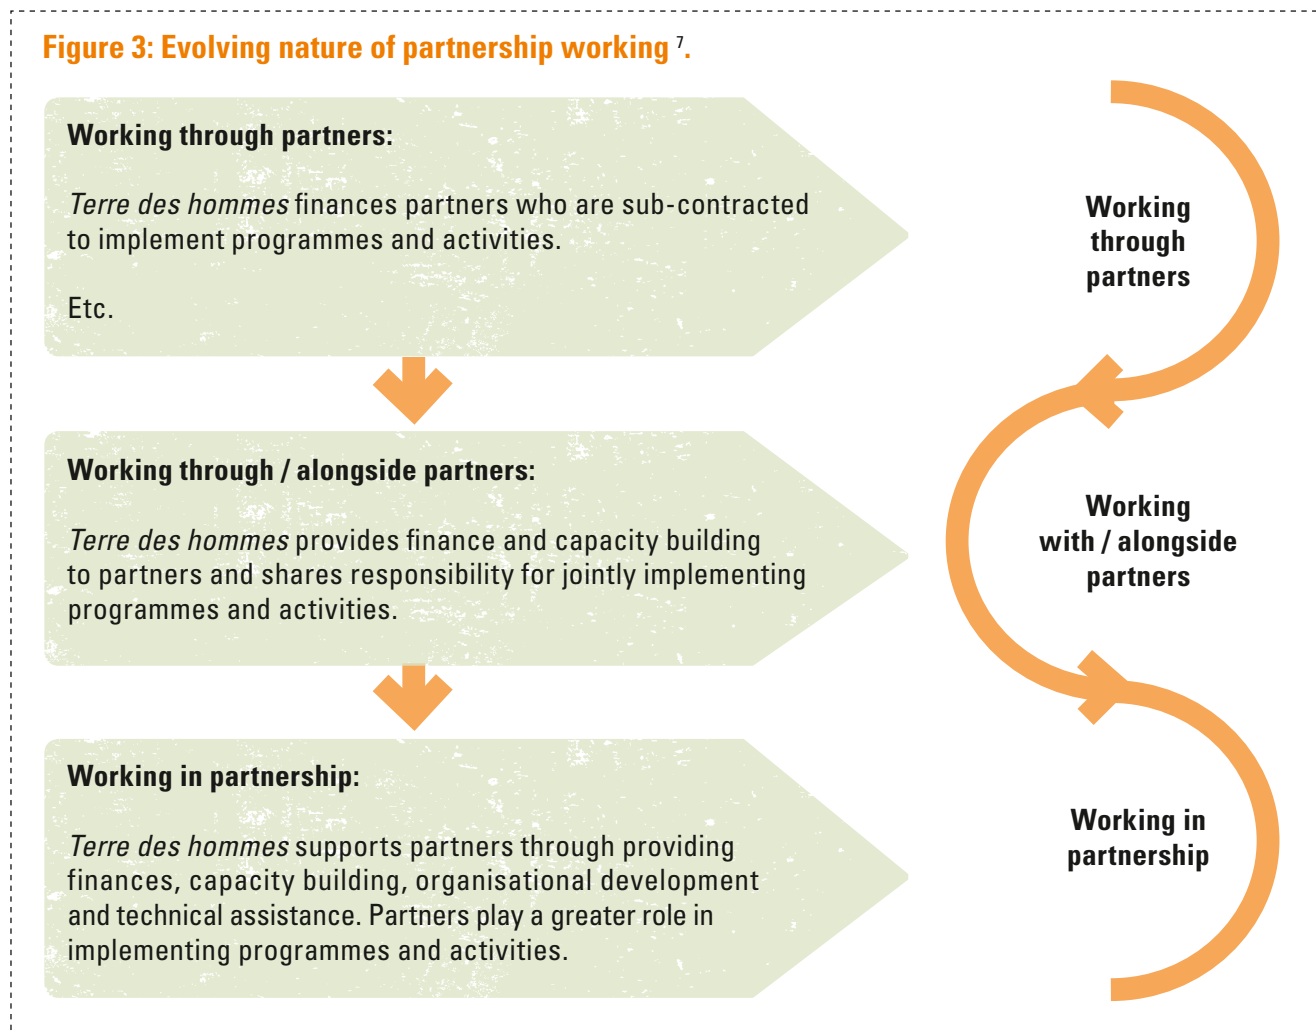 Figure 3: Evolving nature of partnership working 7.
Working through partners:
Terre des hommes finances partners who are sub-contracted
to implement programmes and activities.
Etc.
Working through / alongside partners:
Terre des hommes provides finance and capacity building
to partners and shares responsibility for jointly implementing
programmes and activities.
Working in partnership:
Terre des hommes supports partners through providing
finances, capacity building, organisational development
and technical assistance. Partners play a greater role in
implementing programmes and activities.
Working
through
partners
Working
with / alongside
partners
Working in
partnership